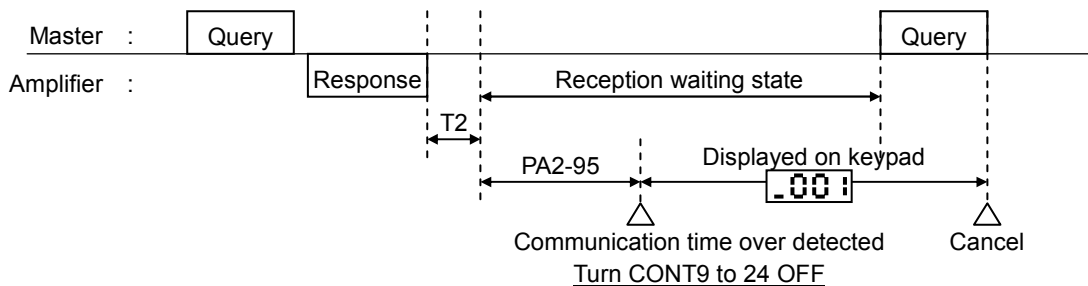 Master : Query Query
Amplifier : Response Reception waiting state
T2
PA2-95 Displayed on keypad
_001
Communication time over detected Cancel
Turn CONT9 to 24 OFF